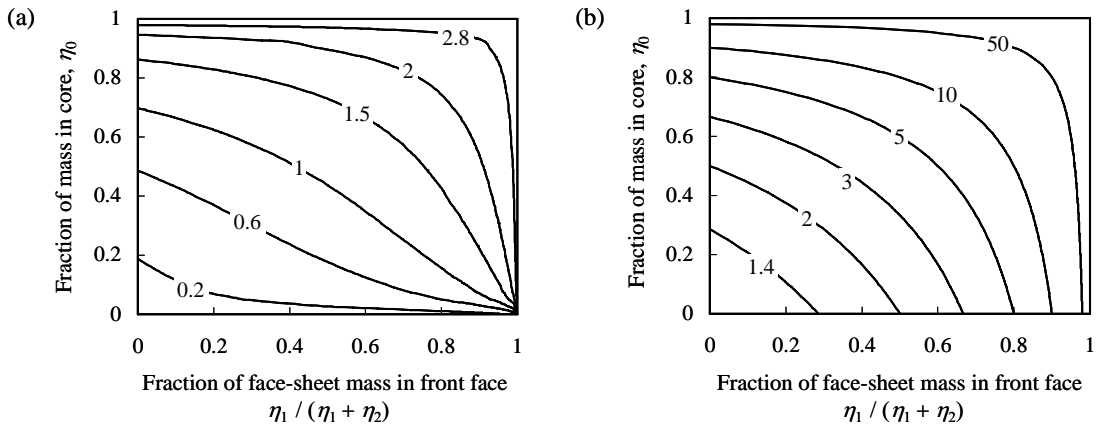 (a)
Fraction of mass in core, η₀
1
0.8
0.6
0.4
0.2
0
2.8
2
1.5
1
0.6
0.2
0 0.2 0.4 0.6 0.8 1
Fraction of face-sheet mass in front face
η₁ / (η₁ + η₂)
(b)
Fraction of mass in core, η₀
1
0.8
0.6
0.4
0.2
0
50
10
5
3
2
1.4
0 0.2 0.4 0.6 0.8 1
Fraction of face-sheet mass in front face
η₁ / (η₁ + η₂)